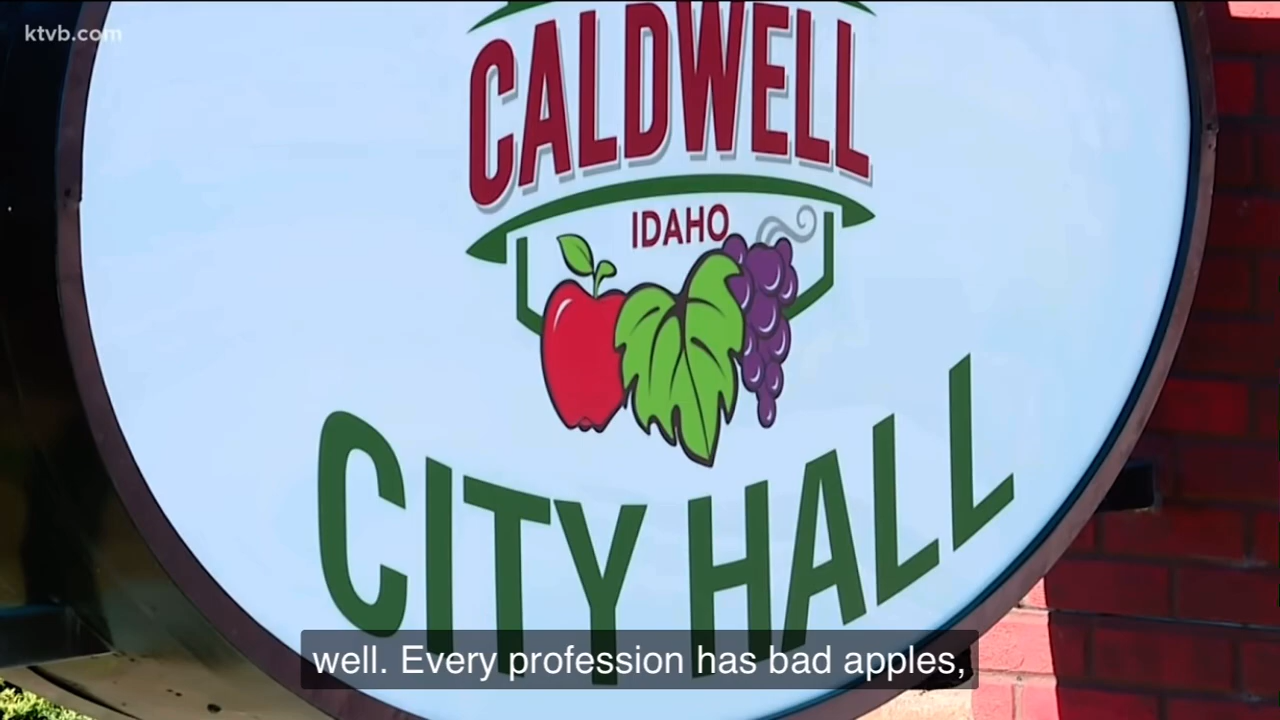 ktvb.com
CALDWELL
IDAHO
CITY HALL
well. Every profession has bad apples,